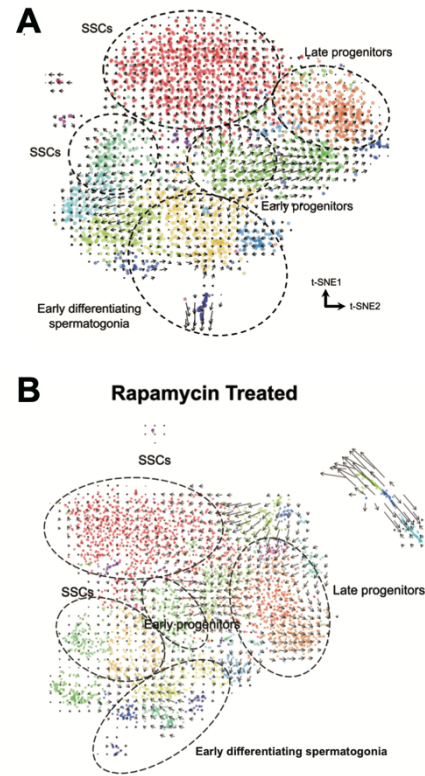 A
SSCs
Late progenitors
SSCs
Early progenitors
Early differentiating
spermatogonia
t-SNE1
t-SNE2
B
Rapamycin Treated
SSCs
SSCs
Early progenitors
Late progenitors
Early differentiating spermatogonia